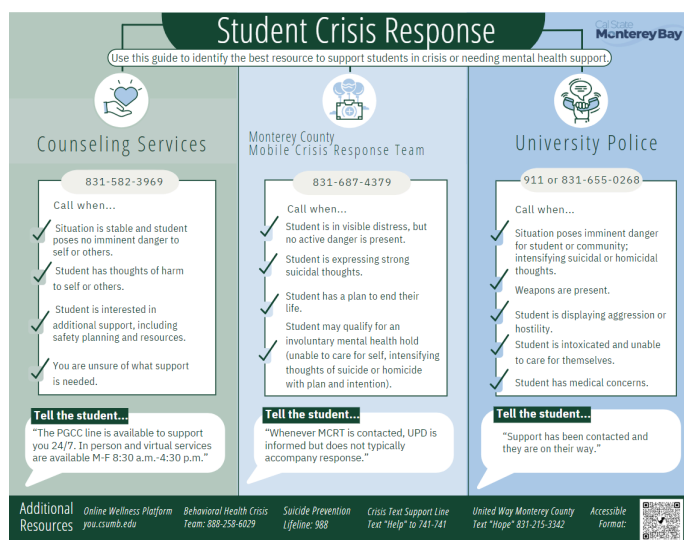 Student Crisis Response
Cal State
Monterey Bay
Use this guide to identify the best resource to support students in crisis or needing mental health support.
Counseling Services
831-582-3969
Call when...
Situation is stable and student
poses no imminent danger to
self or others.
Student has thoughts of harm
to self or others.
Student is interested in
additional support, including
safety planning and resources.
You are unsure of what support
is needed.
Tell the student...
“The PGCC line is available to support
you 24/7. In person and virtual services
are available M-F 8:30 a.m.-4:30 p.m.”
Monterey County
Mobile Crisis Response Team
831-687-4379
Call when...
Student is in visible distress, but
no active danger is present.
Student is expressing strong
suicidal thoughts.
Student has a plan to end their
life.
Student may qualify for an
involuntary mental health hold
(unable to care for self, intensifying
thoughts of suicide or homicide
with plan and intention).
Tell the student...
“Whenever MCRT is contacted, UPD is
informed but does not typically
accompany response.”
University Police
911 or 831-655-0268
Call when...
Situation poses imminent danger
for student or community;
intensifying suicidal or homicidal
thoughts.
Weapons are present.
Student is displaying aggression or
hostility.
Student is intoxicated and unable
to care for themselves.
Student has medical concerns.
Tell the student...
“Support has been contacted and
they are on their way.”
Additional
Resources
Online Wellness Platform
you.csumb.edu
Behavioral Health Crisis
Team: 888-258-6029
Suicide Prevention
Lifeline: 988
Crisis Text Support Line
Text "Help" to 741-741
United Way Monterey County
Text "Hope" 831-215-3342
Accessible
Format: